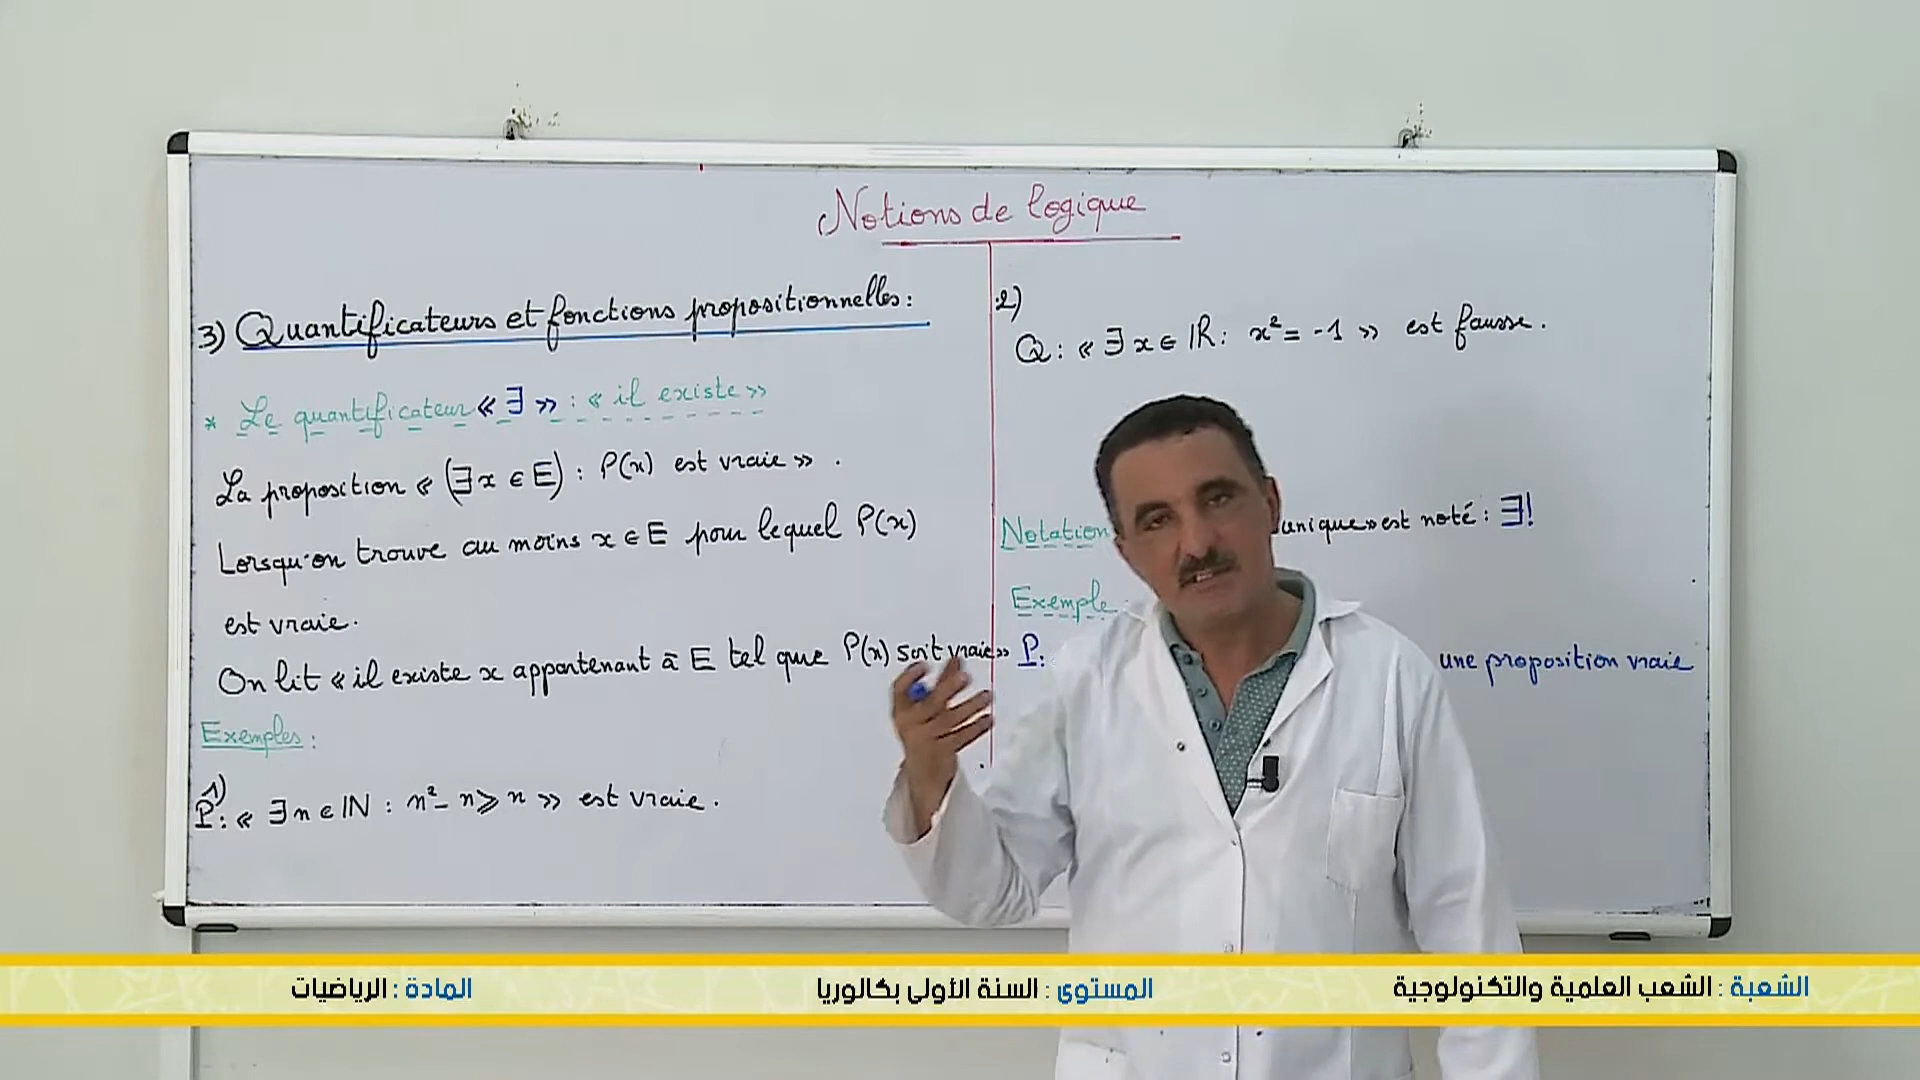 Notions de logique
3) Quantificateurs et fonctions propositionnelles :
* Le quantificateur « ∃ » : « il existe »
La proposition « (∃x ∈ E) : P(x) est vraie » .
Lorsqu'on trouve au moins x ∈ E pour lequel P(x)
est vraie.
On lit « il existe x appartenant à E tel que P(x) soit vraie »
Exemples :
1)
P : « ∃n ∈ IN : n² - n ⩾ n » est vraie .
2)
Q : « ∃ x ∈ IR : x² = -1 » est fausse .
Notation unique » est noté : ∃!
Exemple :
P : une proposition vraie
الشعبة : الشعب العلمية والتكنولوجية
المستوى : السنة الأولى بكالوريا
المادة : الرياضيات